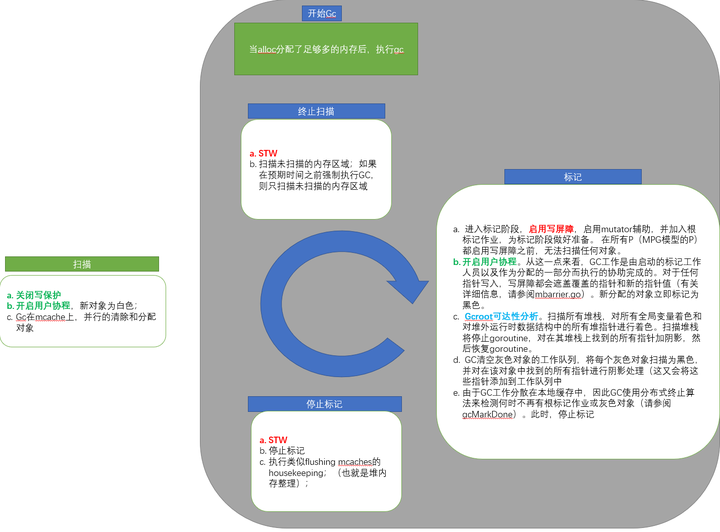 开始Gc
当alloc分配了足够多的内存后，执行gc
终止扫描
a. STW
b. 扫描未扫描的内存区域；如果
在预期时间之前强制执行GC,
则只扫描未扫描的内存区域
标记
a. 进入标记阶段，启用写屏障，启用mutator辅助，并加入根
标记作业，为标记阶段做好准备。 在所有P（MPG模型的P）
都启用写屏障之前，无法扫描任何对象。
b. 开启用户协程。从这一点来看，GC工作是由启动的标记工作
人员以及作为分配的一部分而执行的协助完成的。对于任何
指针写入，写屏障都会遮盖覆盖的指针和新的指针值（有关
详细信息，请参阅mbarrier.go）。新分配的对象立即标记为
黑色。
c. Gcroot可达性分析。扫描所有堆栈，对所有全局变量着色和
对堆外运行时数据结构中的所有堆指针进行着色。扫描堆栈
将停止goroutine，对在其堆栈上找到的所有指针加阴影，然
后恢复goroutine。
d. GC清空灰色对象的工作队列，将每个灰色对象扫描为黑色，
并对在该对象中找到的所有指针进行阴影处理（这又会将这
些指针添加到工作队列中
e. 由于GC工作分散在本地缓存中，因此GC使用分布式终止算
法来检测何时不再有根标记作业或灰色对象（请参阅
gcMarkDone）。此时，停止标记
扫描
a. 关闭写保护
b. 开启用户协程，新对象为白色；
c. Gc在mcache上，并行的清除和分配
对象
停止标记
a. STW
b. 停止标记
c. 执行类似flushing mcaches的
housekeeping；（也就是堆内
存整理）；